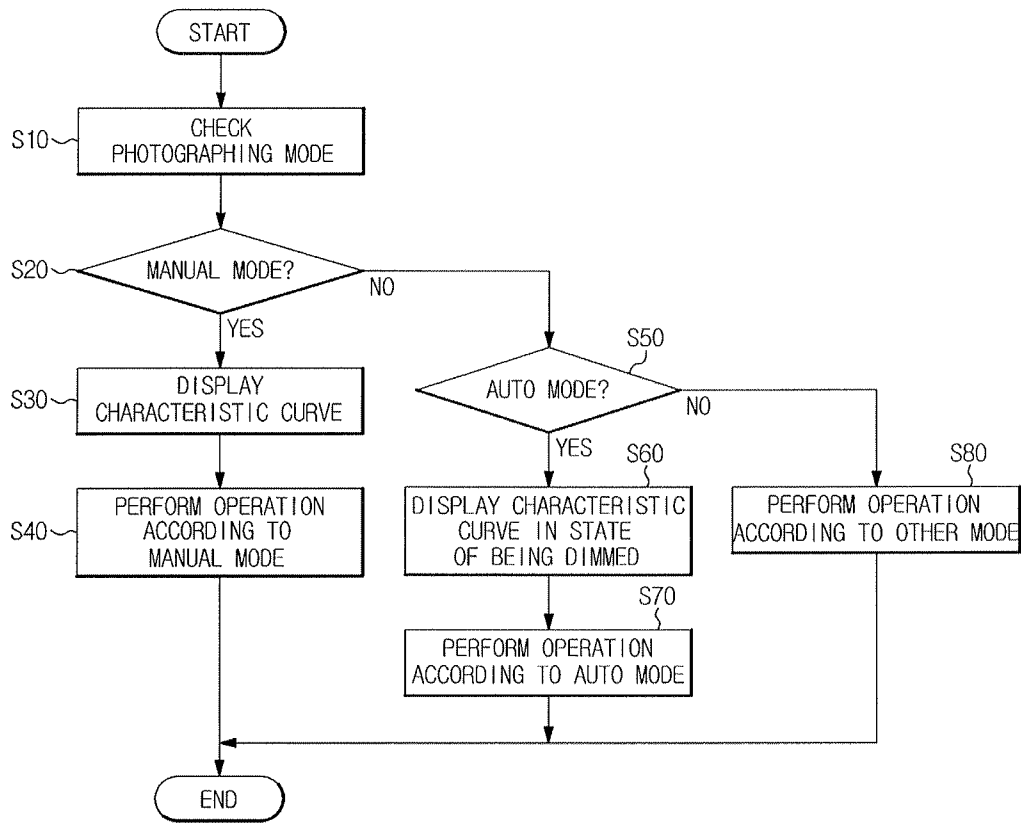 START
S10
CHECK
PHOTOGRAPHING MODE
S20
MANUAL MODE?
NO
YES
S30
DISPLAY
CHARACTERISTIC CURVE
S40
PERFORM OPERATION
ACCORDING TO
MANUAL MODE
S50
AUTO MODE?
NO
YES
S60
DISPLAY CHARACTERISTIC
CURVE IN STATE
OF BEING DIMMED
S70
PERFORM OPERATION
ACCORDING TO AUTO MODE
S80
PERFORM OPERATION
ACCORDING TO OTHER MODE
END